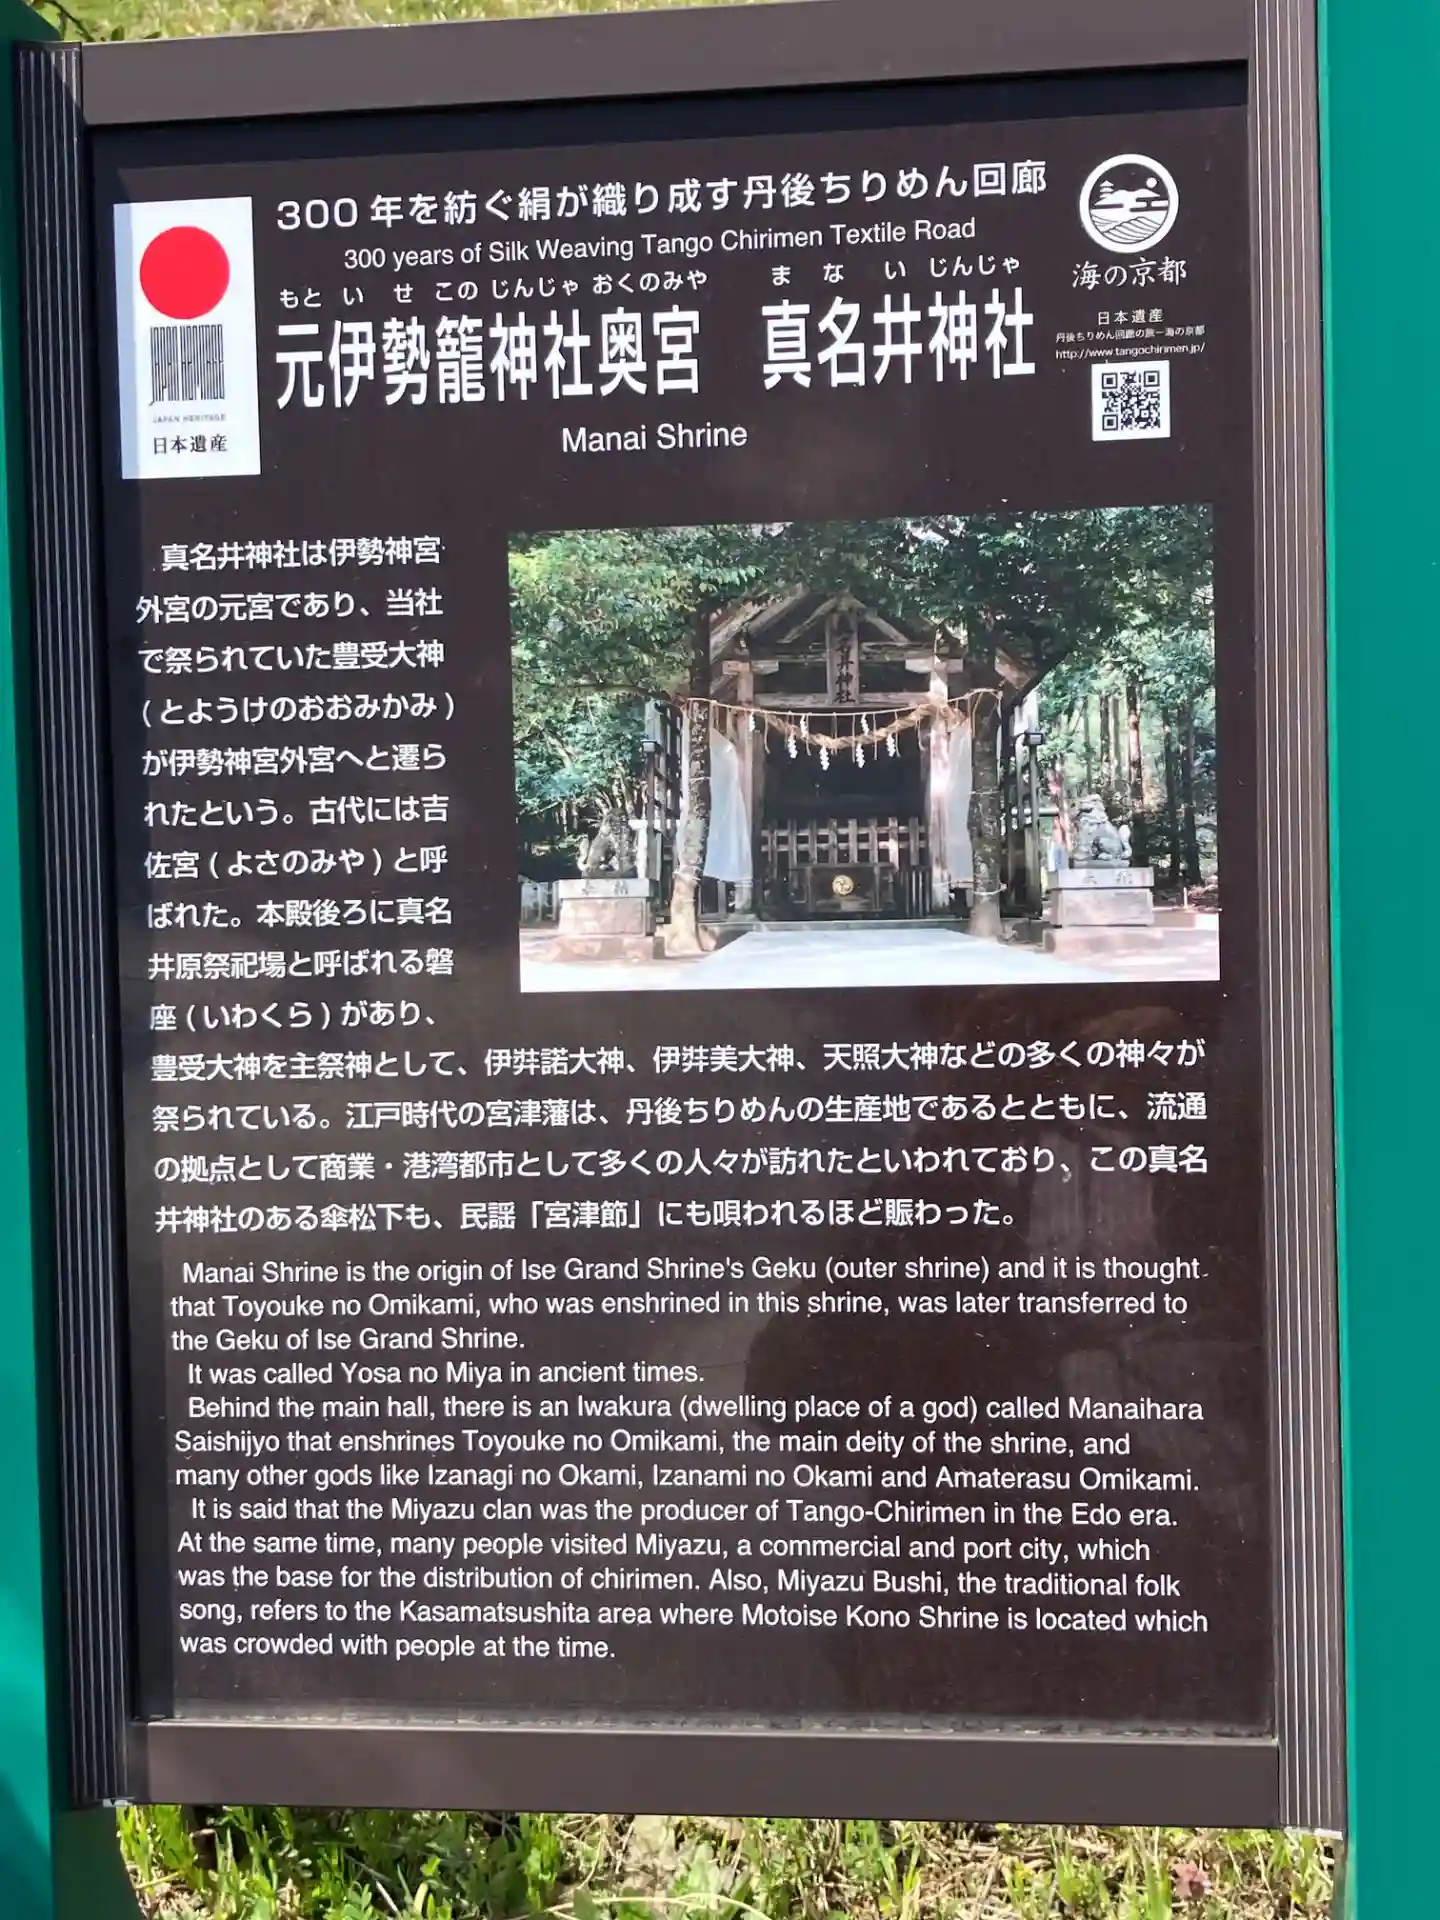 300年を紡ぐ絹が織り成す丹後ちりめん回廊
300 years of Silk Weaving Tango Chirimen Textile Road
もといせこのじんじゃおくのみや まないじんじゃ
元伊勢籠神社奥宮 真名井神社
Manai Shrine
JAPAN HERITAGE
JAPAN HERITAGE
日本遺産
海の京都
日本遺産
丹後ちりめん回廊の旅ー海の京都
http://www.tangochirimen.jp/
真名井神社は伊勢神宮
外宮の元宮であり、当社
で祭られていた豊受大神
(とようけのおおみかみ)
が伊勢神宮外宮へと遷ら
れたという。古代には吉
佐宮(よさのみや)と呼
ばれた。本殿後ろに真名
井原祭祀場と呼ばれる磐
座(いわくら)があり、
豊受大神を主祭神として、伊弉諾大神、伊弉美大神、天照大神などの多くの神々が
祭られている。江戸時代の宮津藩は、丹後ちりめんの生産地であるとともに、流通
の拠点として商業・港湾都市として多くの人々が訪れたといわれており、この真名
井神社のある傘松下も、民謡「宮津節」にも唄われるほど賑わった。
真名井神社
Manai Shrine is the origin of Ise Grand Shrine's Geku (outer shrine) and it is thought
that Toyouke no Omikami, who was enshrined in this shrine, was later transferred to
the Geku of Ise Grand Shrine.
It was called Yosa no Miya in ancient times.
Behind the main hall, there is an Iwakura (dwelling place of a god) called Manaihara
Saishijyo that enshrines Toyouke no Omikami, the main deity of the shrine, and
many other gods like Izanagi no Okami, Izanami no Okami and Amaterasu Omikami.
It is said that the Miyazu clan was the producer of Tango-Chirimen in the Edo era.
At the same time, many people visited Miyazu, a commercial and port city, which
was the base for the distribution of chirimen. Also, Miyazu Bushi, the traditional folk
song, refers to the Kasamatsushita area where Motoise Kono Shrine is located which
was crowded with people at the time.